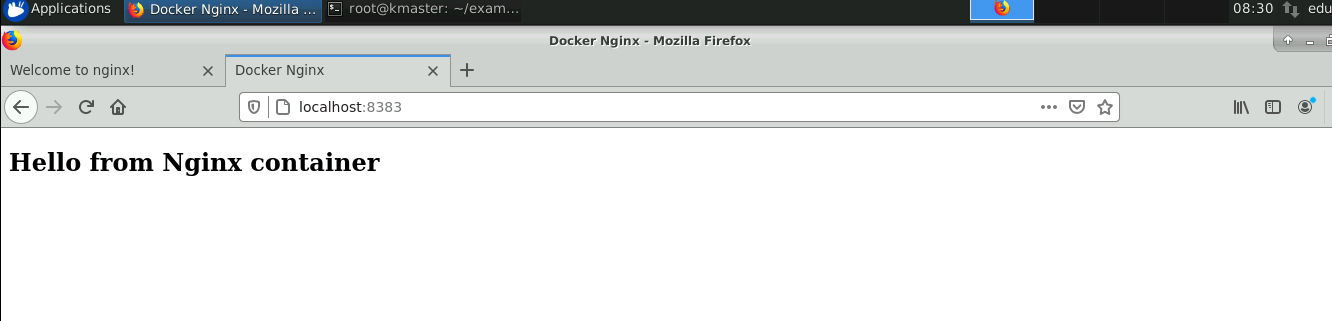 Applications Docker Nginx - Mozilla ... root@kmaster: ~/exam... 08:30 edu
Docker Nginx - Mozilla Firefox
Welcome to nginx! Docker Nginx
localhost:8383
Hello from Nginx container